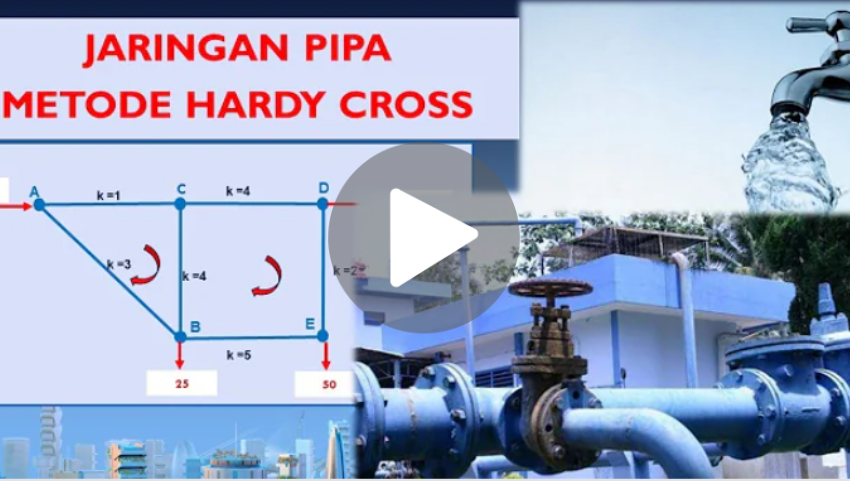 JARINGAN PIPA
METODE HARDY CROSS
A
k =1
C
k =4
D
k =3
k =4
k =2
B
E
k =5
25
50